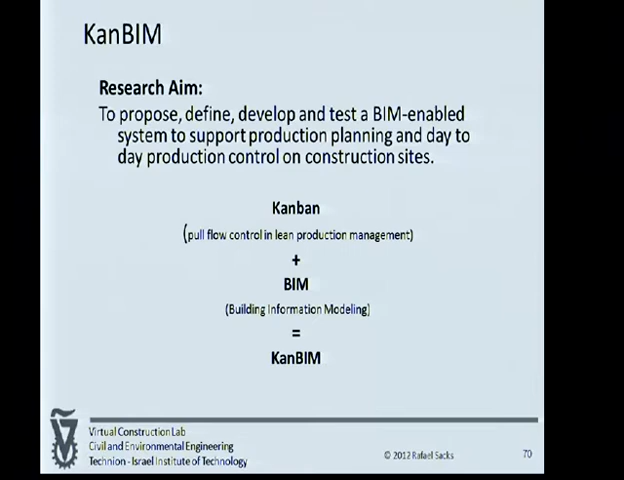 KanBIM
Research Aim:
To propose, define, develop and test a BIM-enabled
system to support production planning and day to
day production control on construction sites.
Kanban
(pull flow control in lean production management)
+
BIM
(Building Information Modeling)
=
KanBIM
Virtual Construction Lab
Civil and Environmental Engineering
Technion - Israel Institute of Technology
© 2012 Rafael Sacks
70